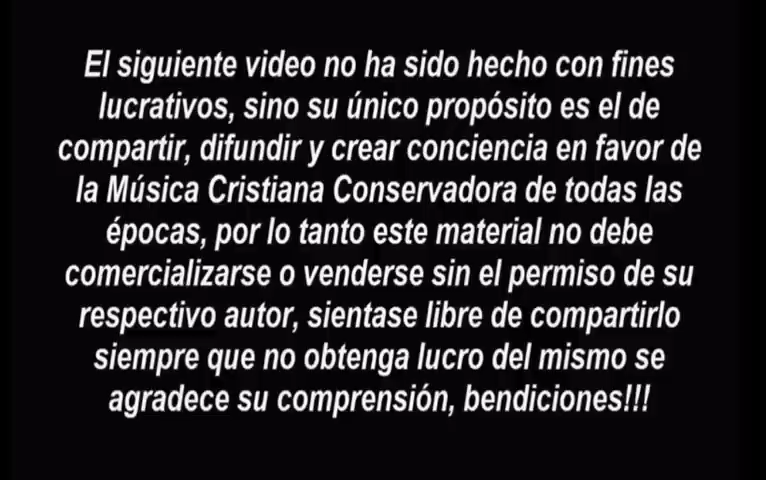 El siguiente video no ha sido hecho con fines
lucrativos, sino su único propósito es el de
compartir, difundir y crear conciencia en favor de
la Música Cristiana Conservadora de todas las
épocas, por lo tanto este material no debe
comercializarse o venderse sin el permiso de su
respectivo autor, sientase libre de compartirlo
siempre que no obtenga lucro del mismo se
agradece su comprensión, bendiciones!!!